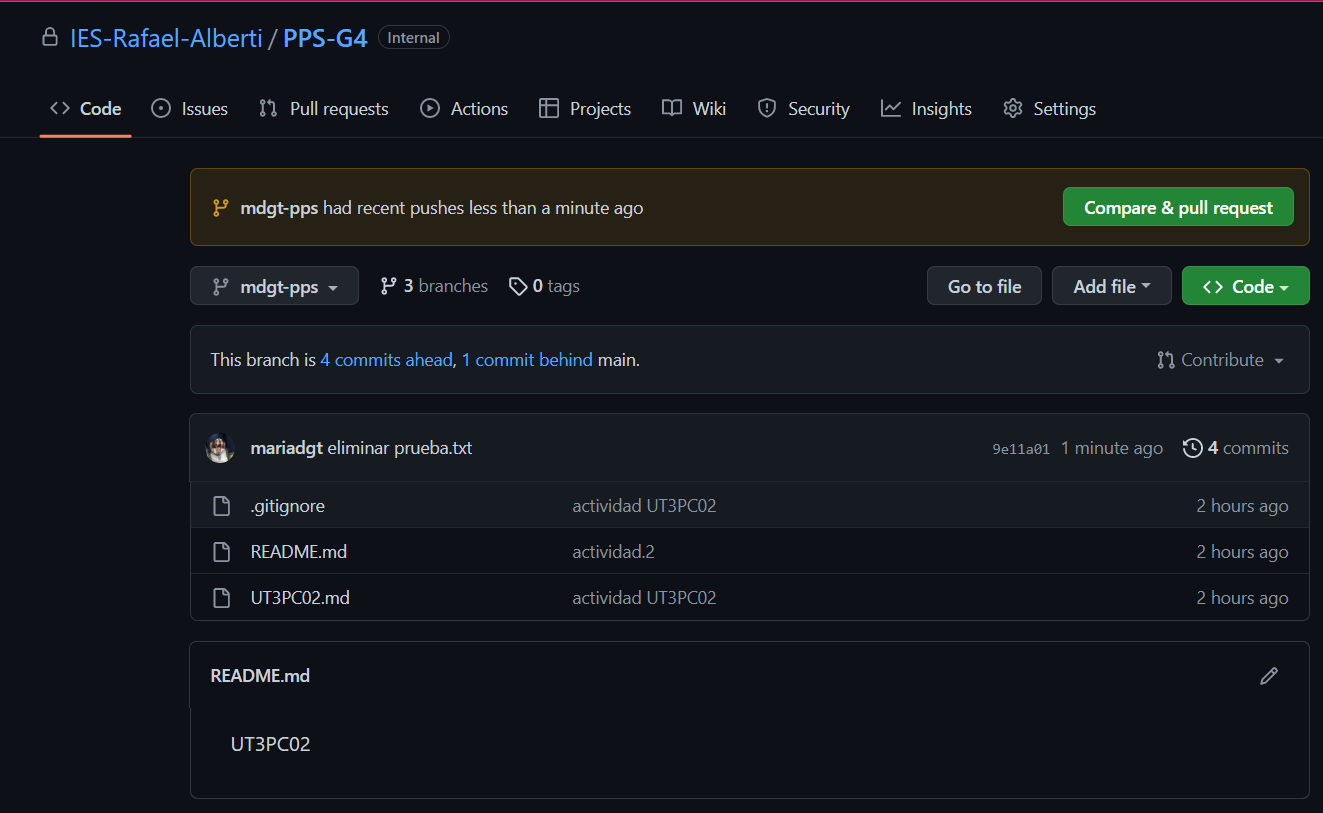 IES-Rafael-Alberti / PPS-G4 Internal
Code Issues Pull requests Actions Projects Wiki Security Insights Settings
mdgt-pps had recent pushes less than a minute ago Compare & pull request
mdgt-pps 3 branches 0 tags Go to file Add file Code
This branch is 4 commits ahead, 1 commit behind main. Contribute
mariadgt eliminar prueba.txt 9e11a01 1 minute ago 4 commits
.gitignore actividad UT3PC02 2 hours ago
README.md actividad.2 2 hours ago
UT3PC02.md actividad UT3PC02 2 hours ago
README.md
UT3PC02